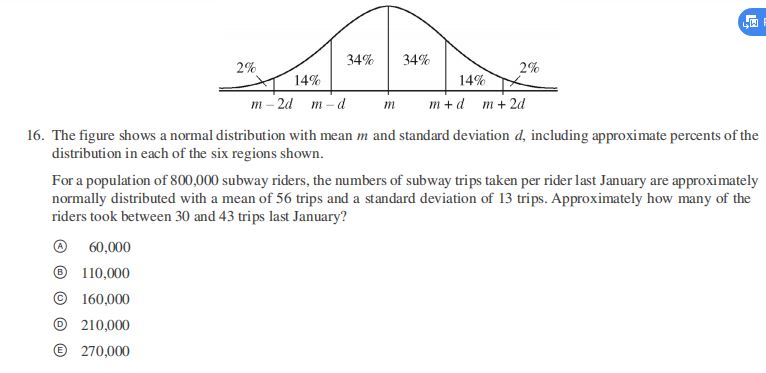 34% 34%
2% 2%
14% 14%
m – 2d m – d m m + d m + 2d
16. The figure shows a normal distribution with mean m and standard deviation d, including approximate percents of the
distribution in each of the six regions shown.
For a population of 800,000 subway riders, the numbers of subway trips taken per rider last January are approximately
normally distributed with a mean of 56 trips and a standard deviation of 13 trips. Approximately how many of the
riders took between 30 and 43 trips last January?
A 60,000
B 110,000
C 160,000
D 210,000
E 270,000